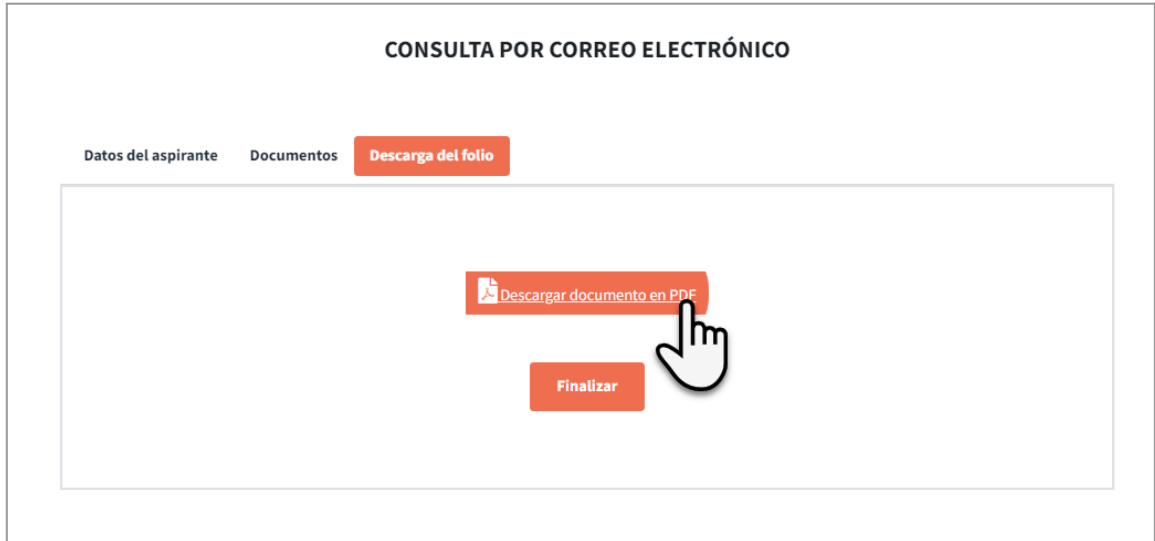 CONSULTA POR CORREO ELECTRÓNICO
Datos del aspirante Documentos Descarga del folio
Descargar documento en PDF
Finalizar